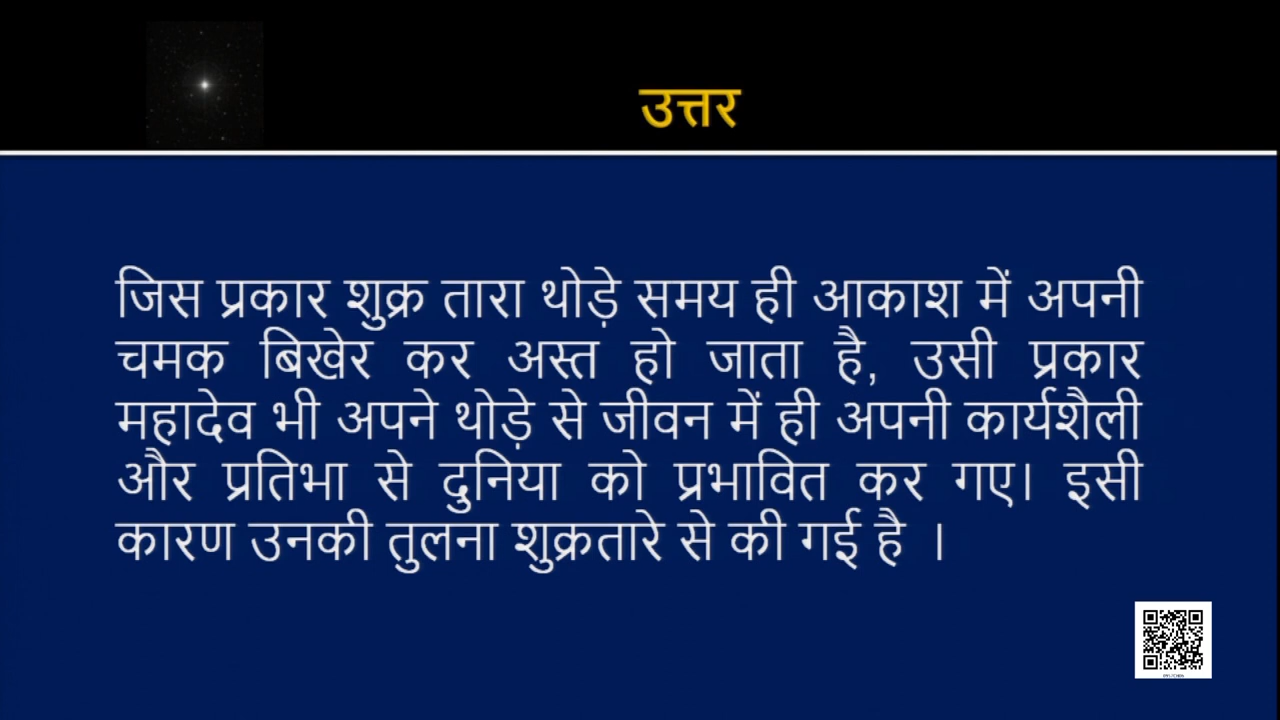 उत्तर
जिस प्रकार शुक्र तारा थोड़े समय ही आकाश में अपनी
चमक बिखेर कर अस्त हो जाता है, उसी प्रकार
महादेव भी अपने थोड़े से जीवन में ही अपनी कार्यशैली
और प्रतिभा से दुनिया को प्रभावित कर गए। इसी
कारण उनकी तुलना शुक्रतारे से की गई है ।